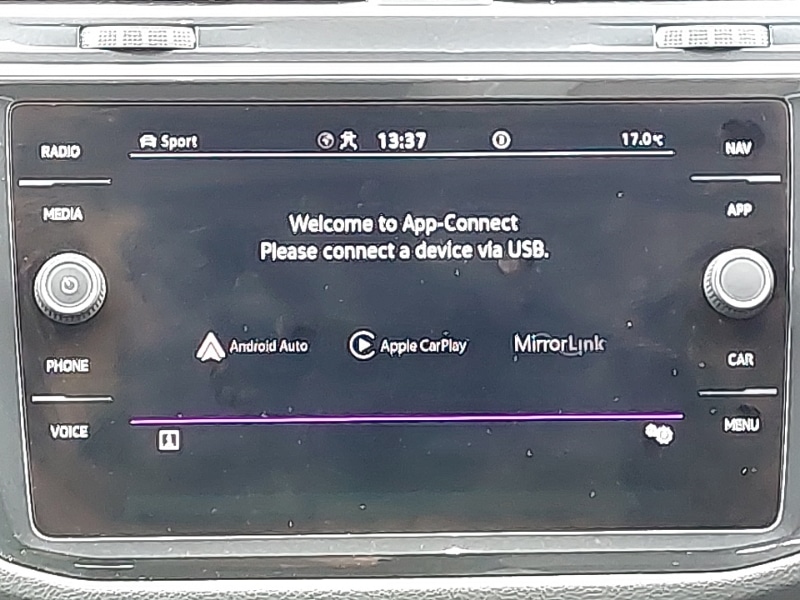 RADIO
MEDIA
PHONE
VOICE
Sport 13:37 17.0°C
Welcome to App-Connect
Please connect a device via USB.
Android Auto Apple CarPlay MirrorLink
NAV
APP
CAR
MENU